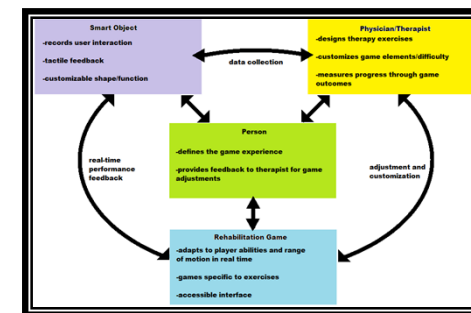 Smart Object
-records user interaction
-tactile feedback
-customizable shape/function
Physician/Therapist
-designs therapy exercises
-customizes game elements/difficulty
-measures progress through game
outcomes
data collection
Person
-defines the game experience
-provides feedback to therapist for game
adjustments
real-time
performance
feedback
adjustment and
customization
Rehabilitation Game
-adapts to player abilities and range
of motion in real time
-games specific to exercises
-accessible interface